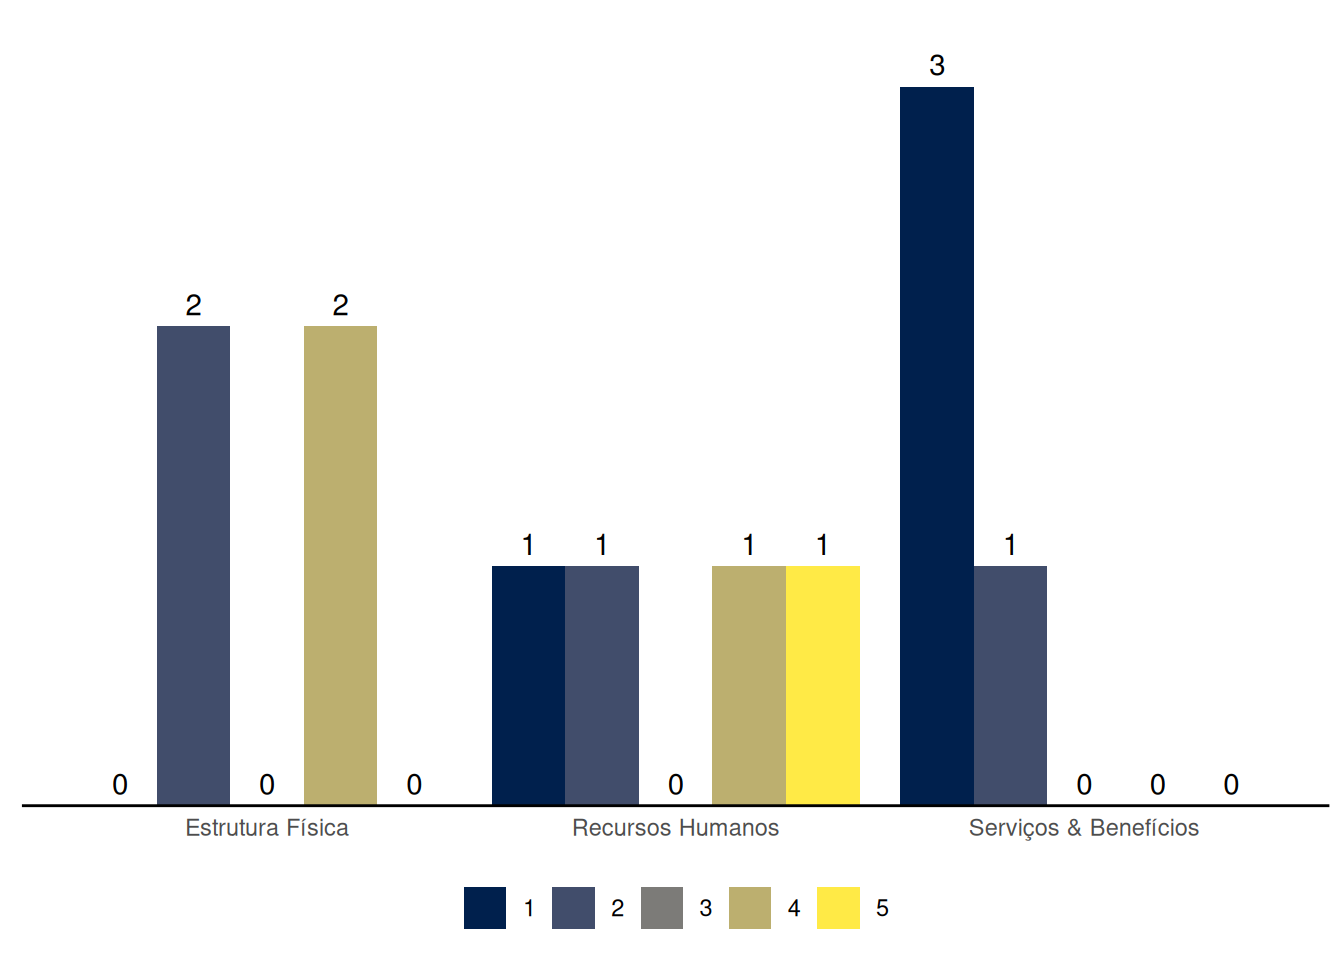 3
2 2
1 1 1 1 1
0 0 0 0 0 0 0
Estrutura Física Recursos Humanos Serviços & Benefícios
1 2 3 4 5